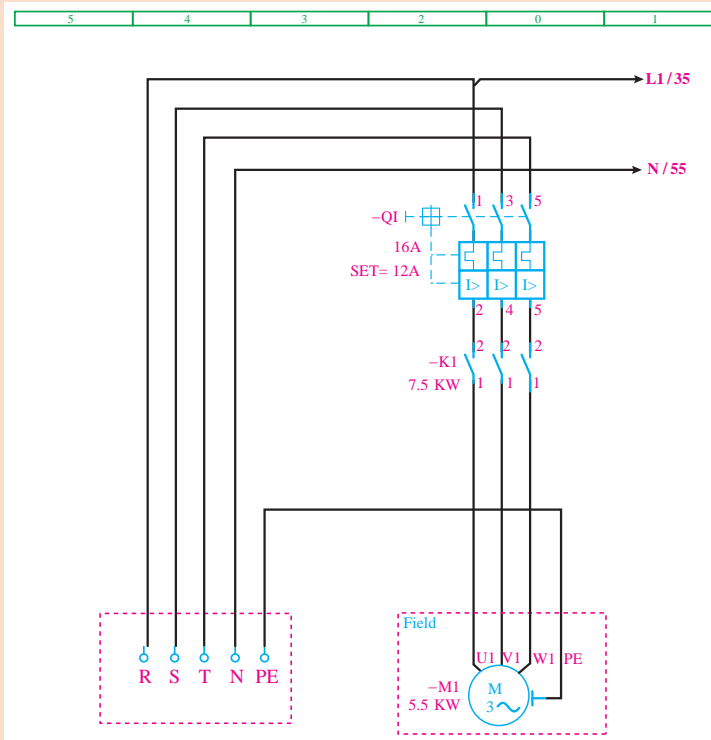 5 4 3 2 0 1
L1/35
N/55
1 3 5
–QI
16A
SET= 12A
I> I> I>
2 4 5
2 2 2
–K1
7.5 KW
1 1 1
Field
U1 V1 W1 PE
R S T N PE
–M1
5.5 KW
M
3